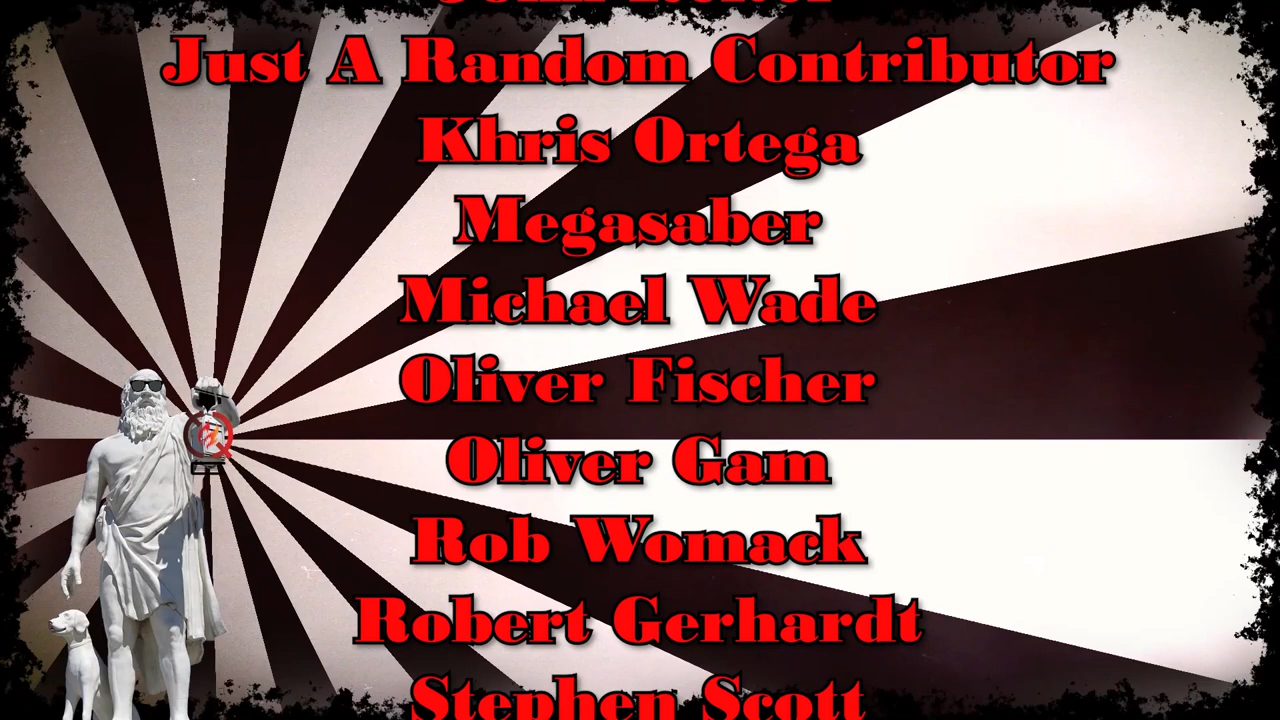 Just A Random Contributor
Khris Ortega
Megasaber
Michael Wade
Oliver Fischer
Oliver Gam
Rob Womack
Robert Gerhardt
Stephen Scott